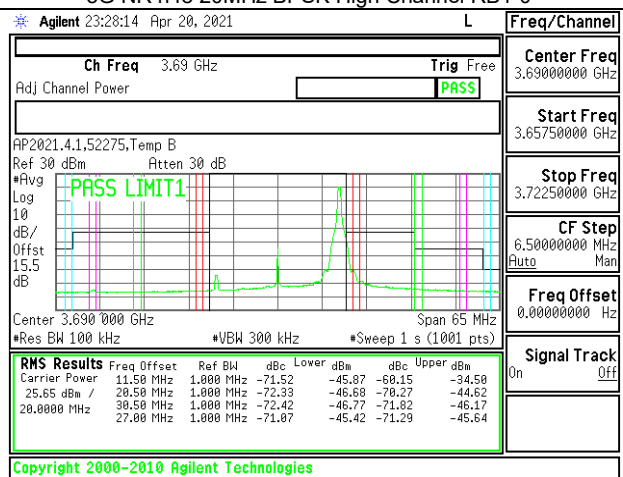 Agilent 23:28:14 Apr 20, 2021 L
Freq/Channel
Ch Freq 3.69 GHz Trig Free
Adj Channel Power PASS
Center Freq
3.69000000 GHz
Start Freq
3.65750000 GHz
Stop Freq
3.72250000 GHz
CF Step
6.50000000 MHz
Auto Man
Freq Offset
0.00000000 Hz
Signal Track
On Off
AP2021.4.1,52275,Temp B
Ref 30 dBm Atten 30 dB
#Avg
Log
10
dB/
Offst
15.5
dB
PASS LIMIT1
Center 3.690 000 GHz Span 65 MHz
#Res BW 100 kHz #VBW 300 kHz #Sweep 1 s (1001 pts)
RMS Results Freq Offset Ref BW dBc Lower dBm dBc Upper dBm
Carrier Power 11.50 MHz 1.000 MHz -71.52 -45.87 -60.15 -34.50
25.65 dBm / 20.50 MHz 1.000 MHz -72.33 -46.68 -70.27 -44.62
20.0000 MHz 30.50 MHz 1.000 MHz -72.42 -46.77 -71.82 -46.17
27.00 MHz 1.000 MHz -71.07 -45.42 -71.29 -45.64
Copyright 2000-2010 Agilent Technologies